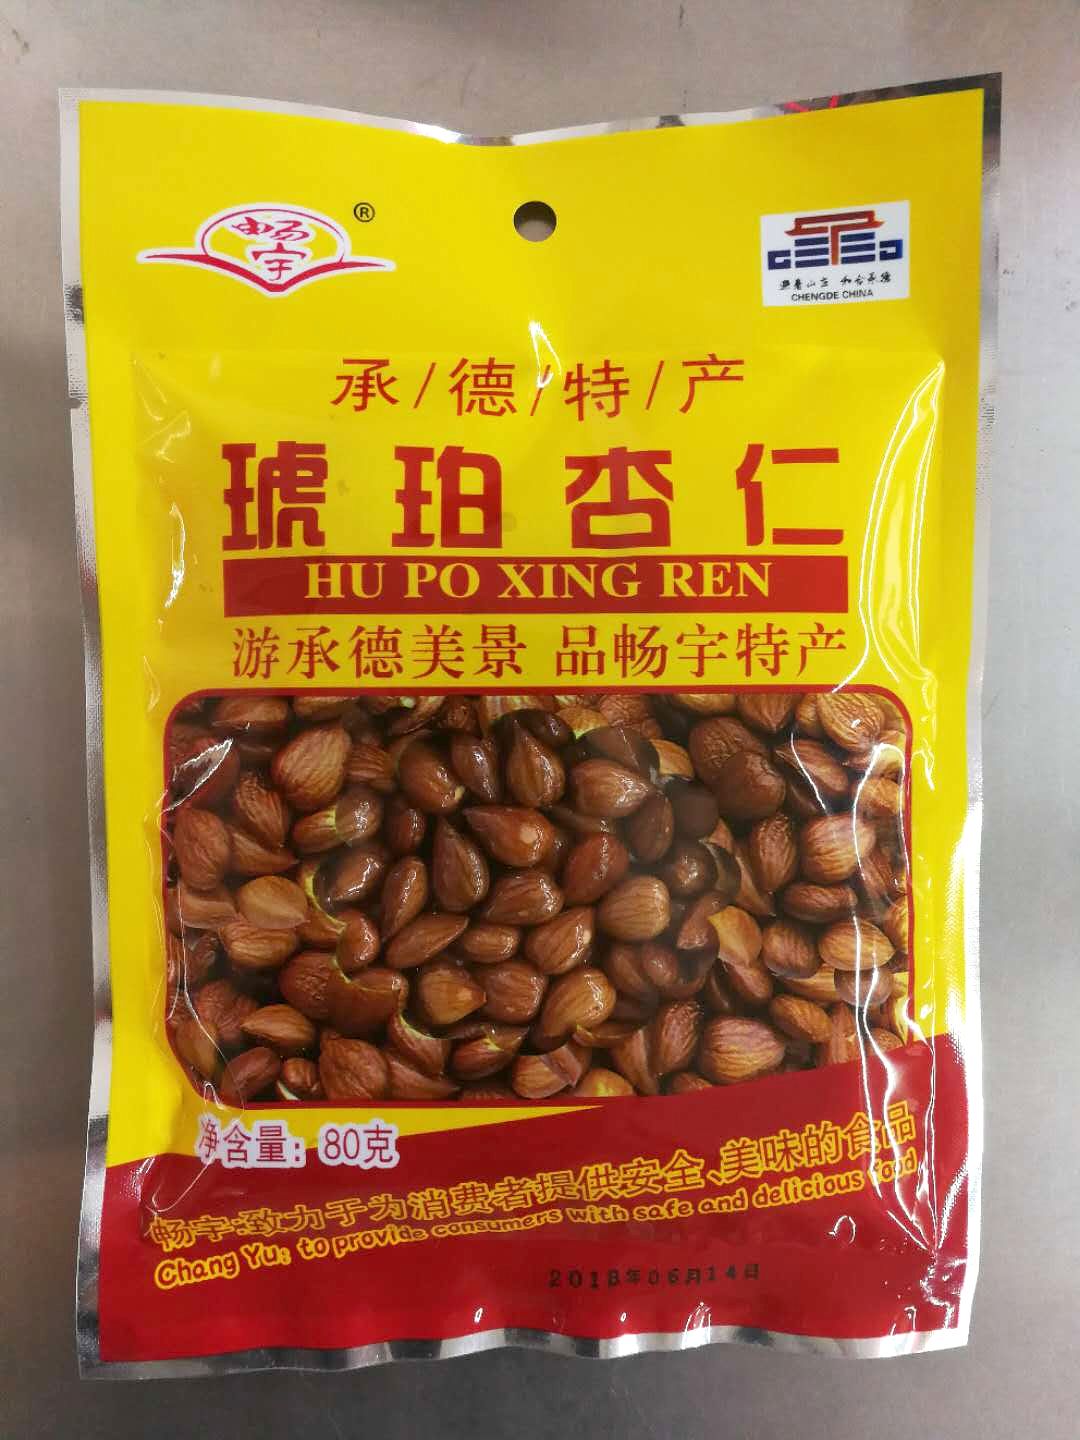 畅宇®
CHENGDE CHINA
承/德/特/产
琥珀杏仁
HU PO XING REN
游承德美景 品畅宇特产
净含量：80克
畅宇:致力于为消费者提供安全、美味的食品
Chang Yu: to provide consumers with safe and delicious food
2018年06月14日